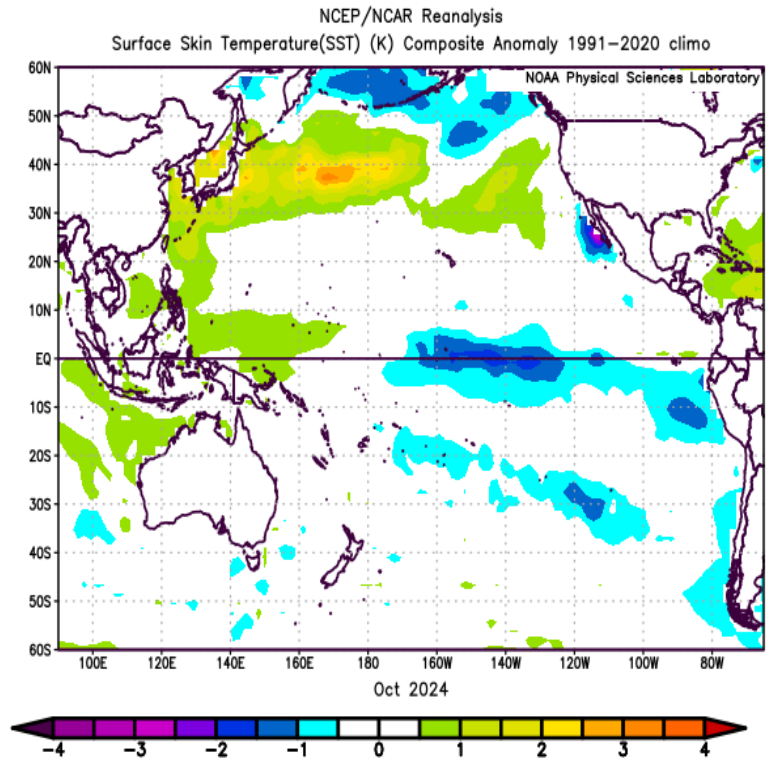 NCEP/NCAR Reanalysis
Surface Skin Temperature(SST) (K) Composite Anomaly 1991-2020 climo
NOAA Physical Sciences Laboratory
60N
50N
40N
30N
20N
10N
EQ
10S
20S
30S
40S
50S
60S
100E 120E 140E 160E 180 160W 140W 120W 100W 80W
Oct 2024
-4 -3 -2 -1 0 1 2 3 4